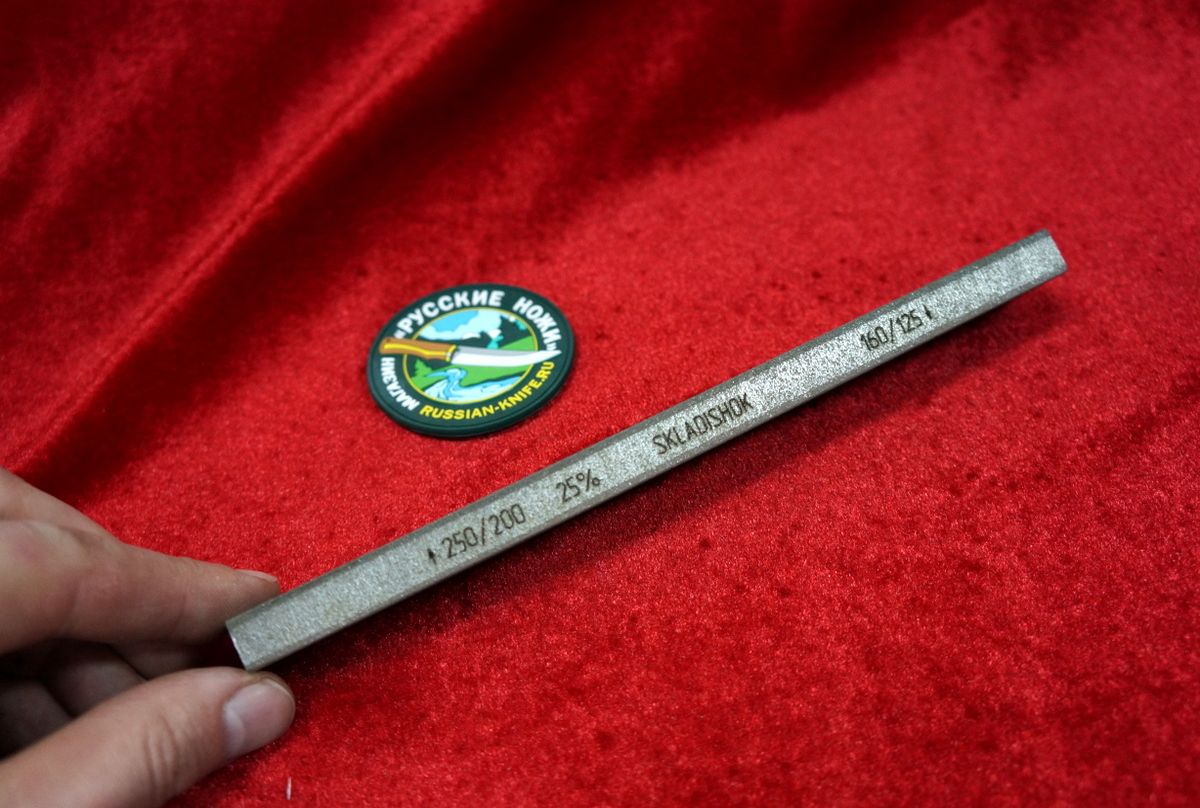 «РУССКИЕ НОЖИ»
МАГАЗИН
RUSSIAN-KNIFE.RU
250/200 25% SKLADISHOK 160/125